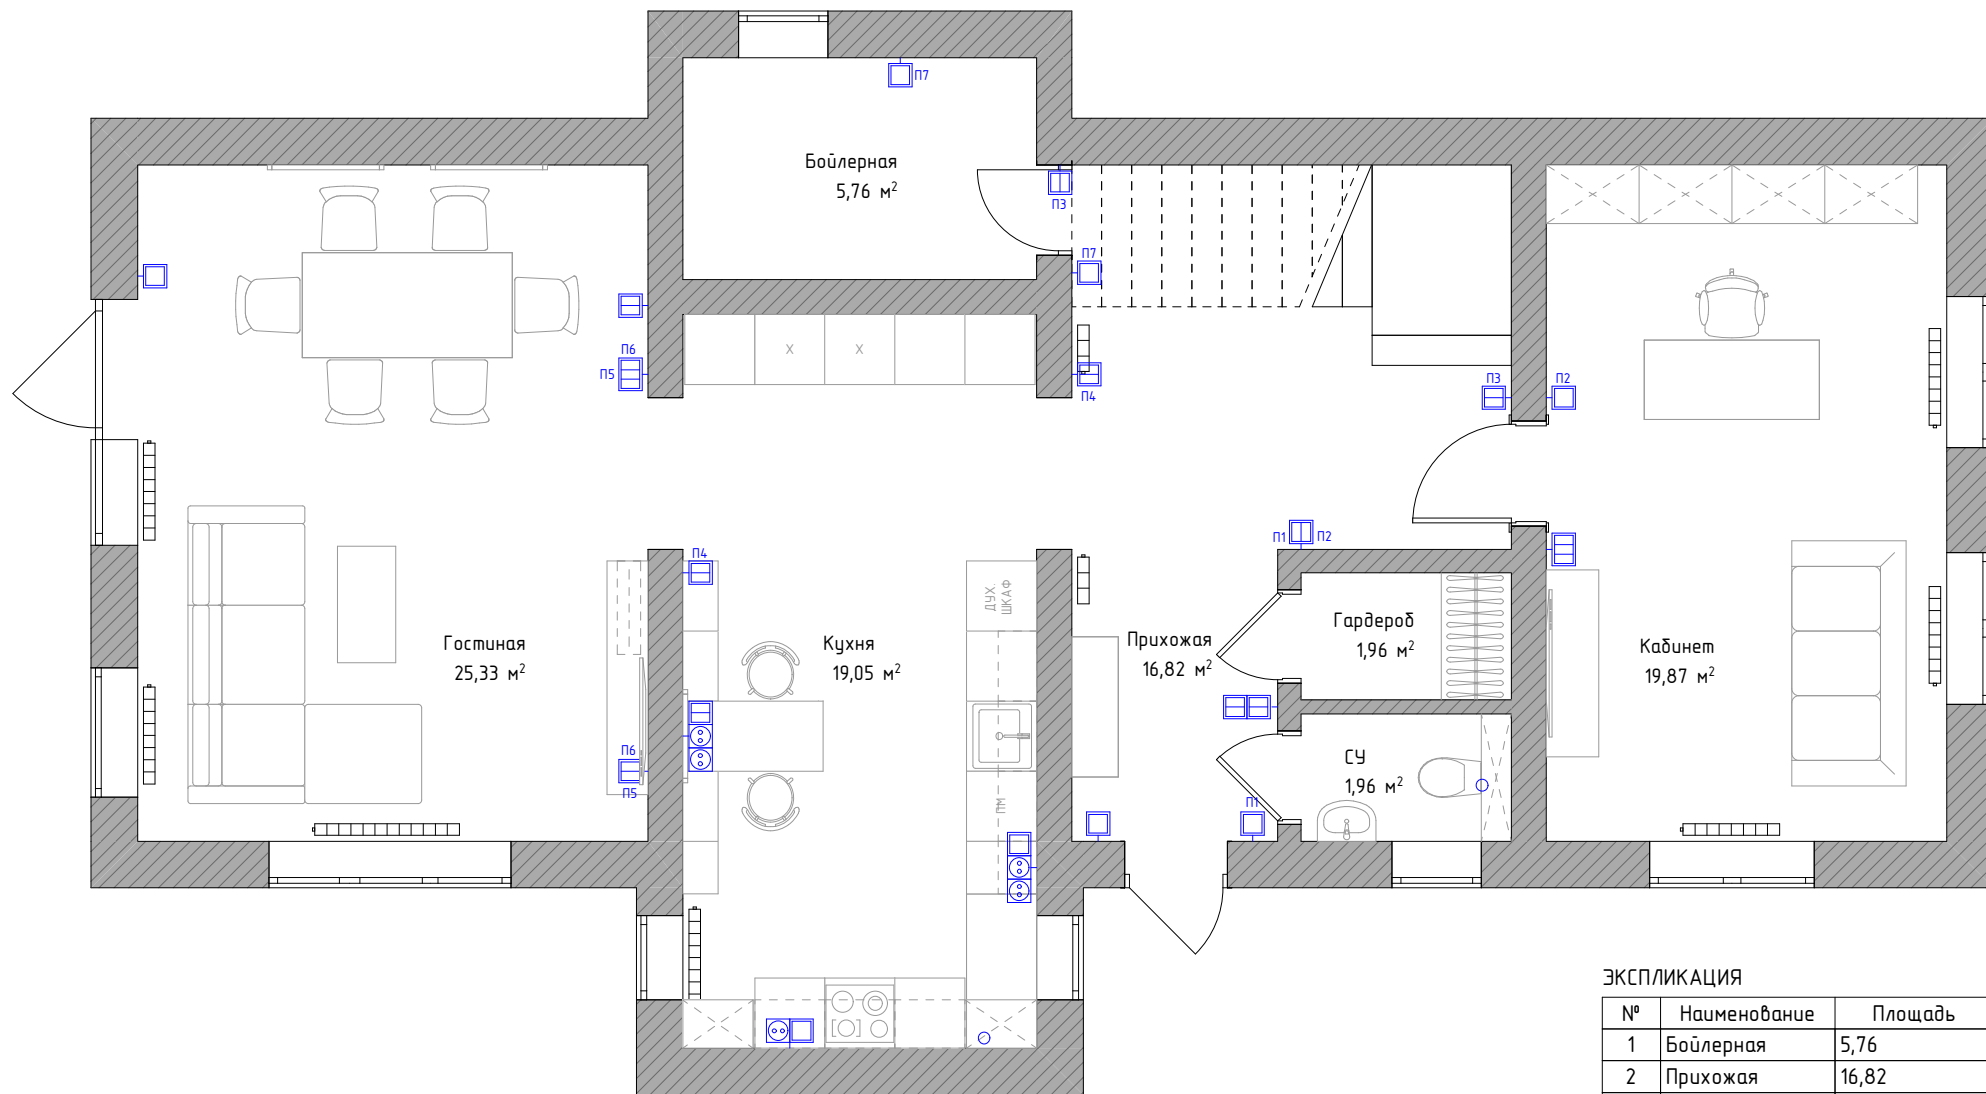 П7
Бойлерная
5,76 м²
П3
П7
П6
П5
X
X
П4
П3
П2
П4
П1
П2
ДУХ.
ШКАФ
Гостиная
25,33 м²
Кухня
19,05 м²
Прихожая
16,82 м²
Гардероб
1,96 м²
Кабинет
19,87 м²
П6
П5
СУ
1,96 м²
ПМ
П1
ЭКСПЛИКАЦИЯ
№ Наименование Площадь
1 Бойлерная 5,76
2 Прихожая 16,82